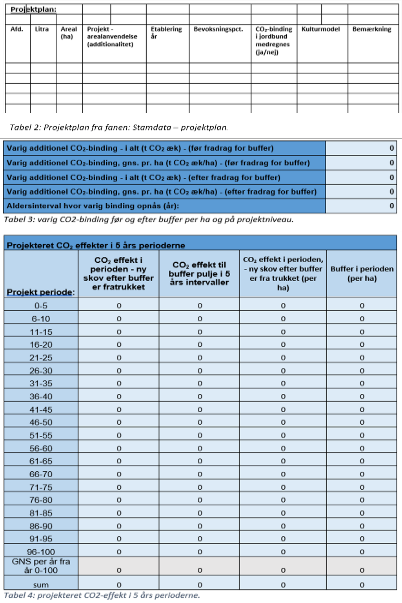 Projektplan:
Afd. Litra Areal (ha) Projekt - arealanvendelse (additionalitet) Etablering år Bevoksningspct. CO₂-binding i jordbund medregnes (ja/nej) Kulturmodel Bemærkning
Tabel 2: Projektplan fra fanen: Stamdata – projektplan.
Varig additionel CO₂-binding - i alt (t CO₂ æk) - (før fradrag for buffer) 0
Varig additionel CO₂-binding, gns. pr. ha (t CO₂ æk/ha) - (før fradrag for buffer) 0
Varig additionel CO₂-binding - i alt (t CO₂ æk) - (efter fradrag for buffer) 0
Varig additionel CO₂-binding, gns. pr. ha (t CO₂ æk/ha) - (efter fradrag for buffer) 0
Aldersinterval hvor varig binding opnås (år): 0
Tabel 3: varig CO2-binding før og efter buffer per ha og på projektniveau.
Projekteret CO₂ effekter i 5 års perioderne
Projekt periode: CO₂ effekt i perioden - ny skov efter buffer er fratrukket CO₂ effekt til buffer pulje i 5 års intervaller CO₂ effekt i perioden, - ny skov efter buffer er fra trukket (per ha) Buffer i perioden (per ha)
0-5 0 0 0 0
6-10 0 0 0 0
11-15 0 0 0 0
16-20 0 0 0 0
21-25 0 0 0 0
26-30 0 0 0 0
31-35 0 0 0 0
36-40 0 0 0 0
41-45 0 0 0 0
46-50 0 0 0 0
51-55 0 0 0 0
56-60 0 0 0 0
61-65 0 0 0 0
66-70 0 0 0 0
71-75 0 0 0 0
76-80 0 0 0 0
81-85 0 0 0 0
86-90 0 0 0 0
91-95 0 0 0 0
96-100 0 0 0 0
GNS per år fra år 0-100 0 0 0 0
sum 0 0 0 0
Tabel 4: projekteret CO2-effekt i 5 års perioderne.